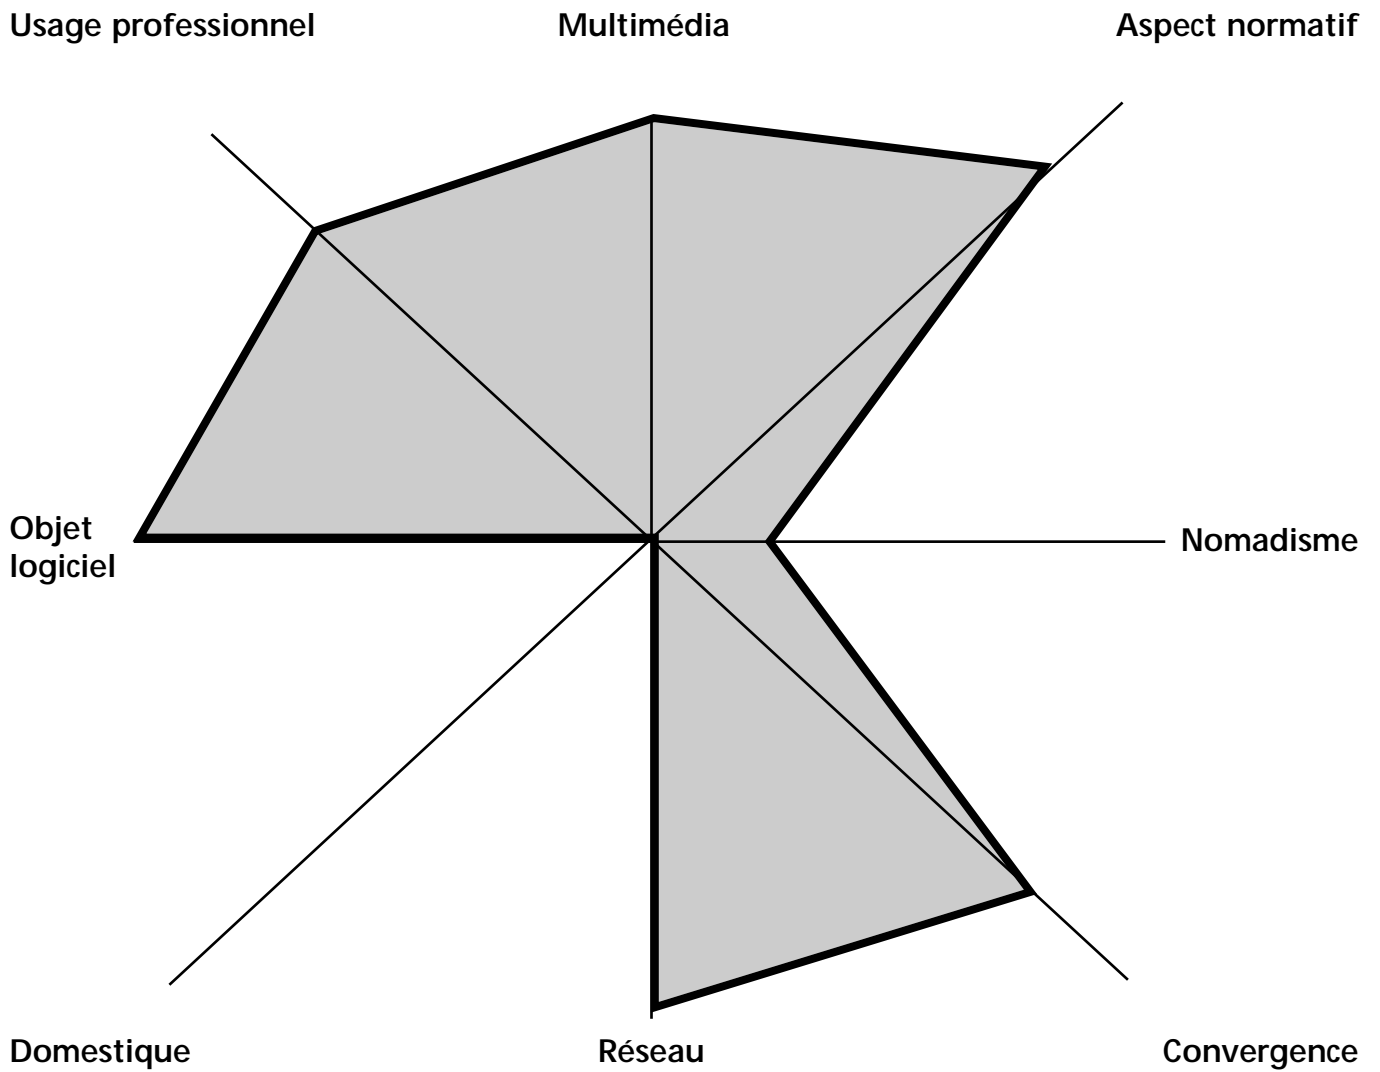 Usage professionnel
Multimédia
Aspect normatif
Objet
logiciel
Nomadisme
Domestique
Réseau
Convergence